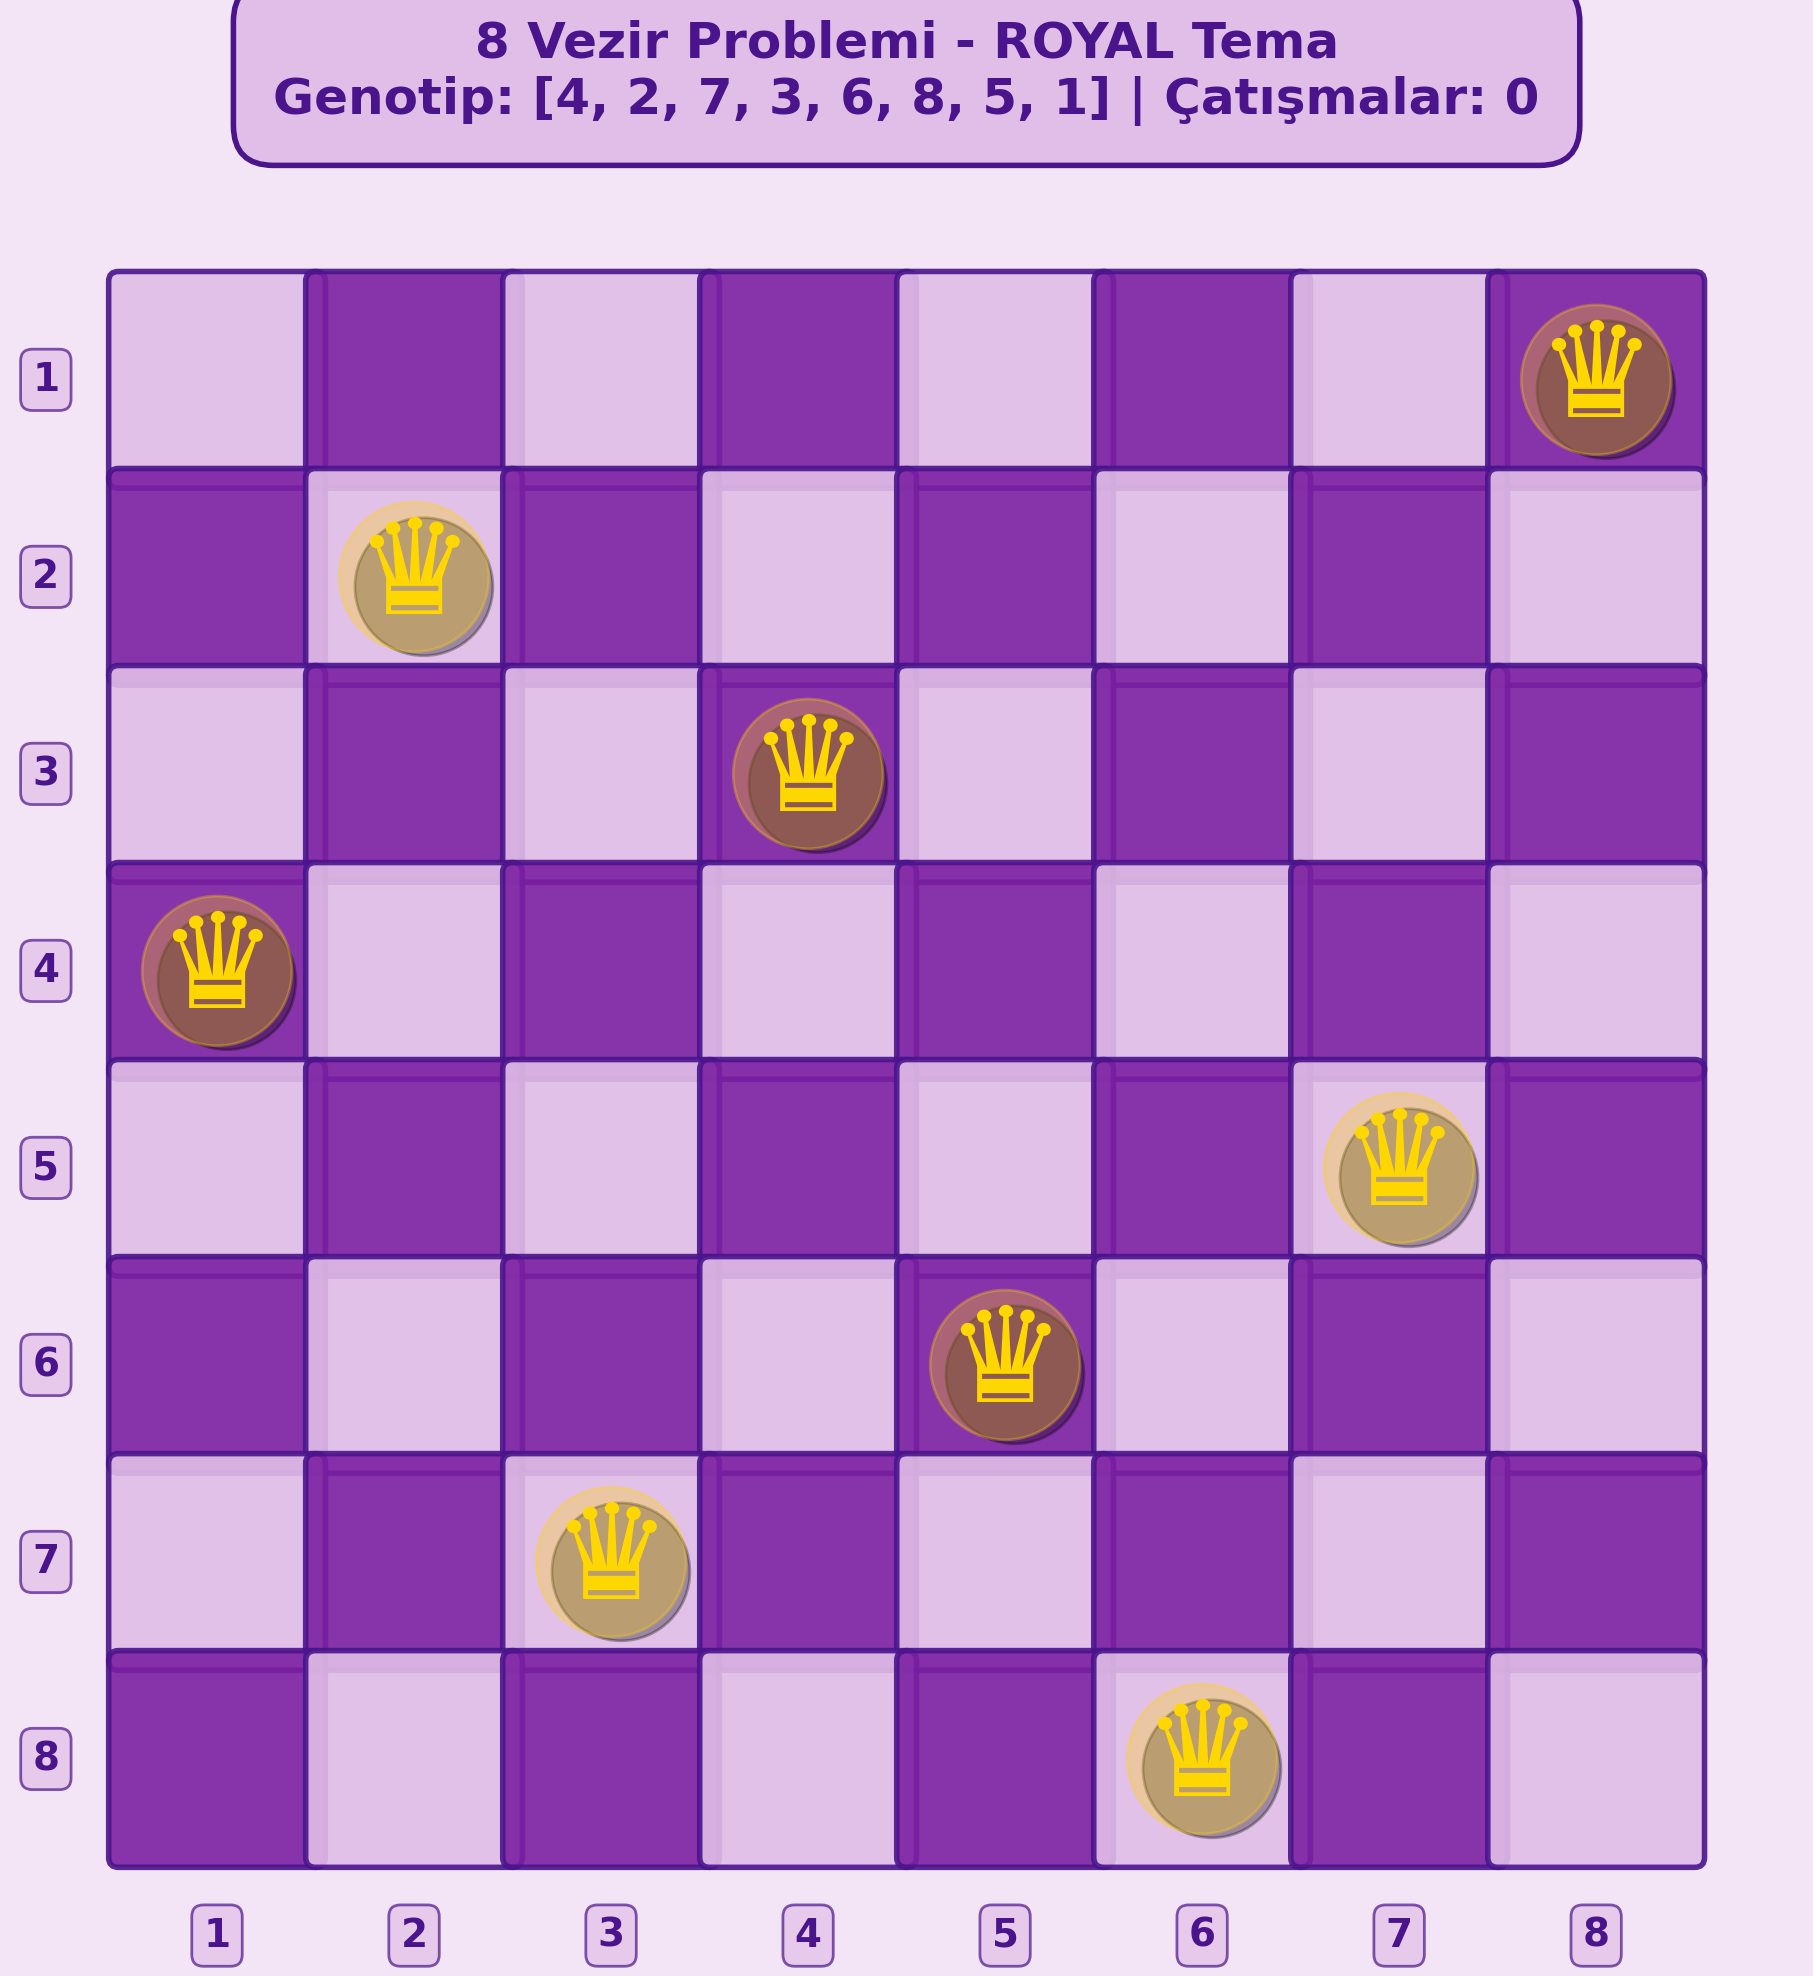 8 Vezir Problemi - ROYAL Tema
Genotip: [4, 2, 7, 3, 6, 8, 5, 1] | Çatışmalar: 0
1
2
3
4
5
6
7
8
1 2 3 4 5 6 7 8